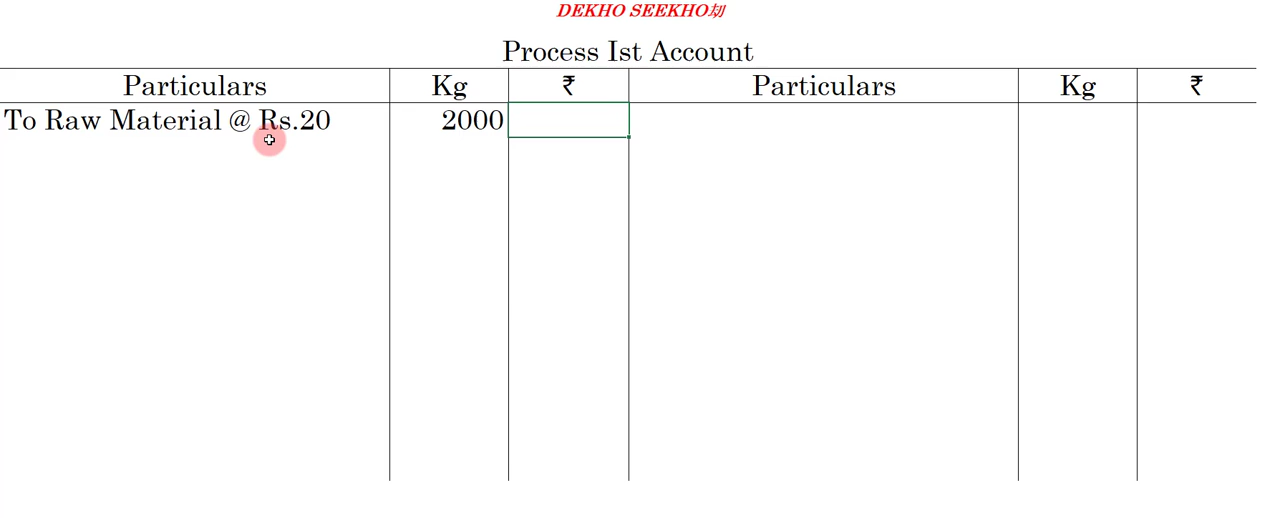 DEKHO SEEKHO
Process Ist Account
Particulars Kg ₹ Particulars Kg ₹
To Raw Material @ Rs.20 2000